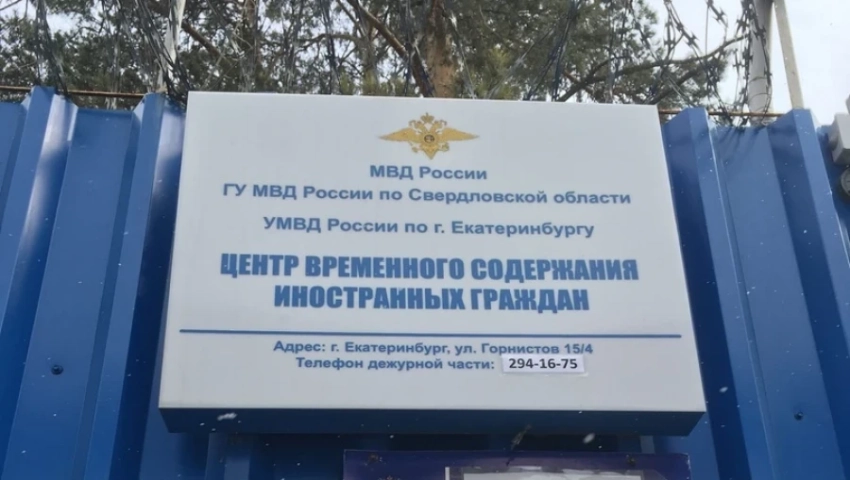 МВД России
ГУ МВД России по Свердловской области
УМВД России по г. Екатеринбургу
ЦЕНТР ВРЕМЕННОГО СОДЕРЖАНИЯ
ИНОСТРАННЫХ ГРАЖДАН
Адрес: г. Екатеринбург, ул. Горнистов 15/4
Телефон дежурной части: 294-16-75